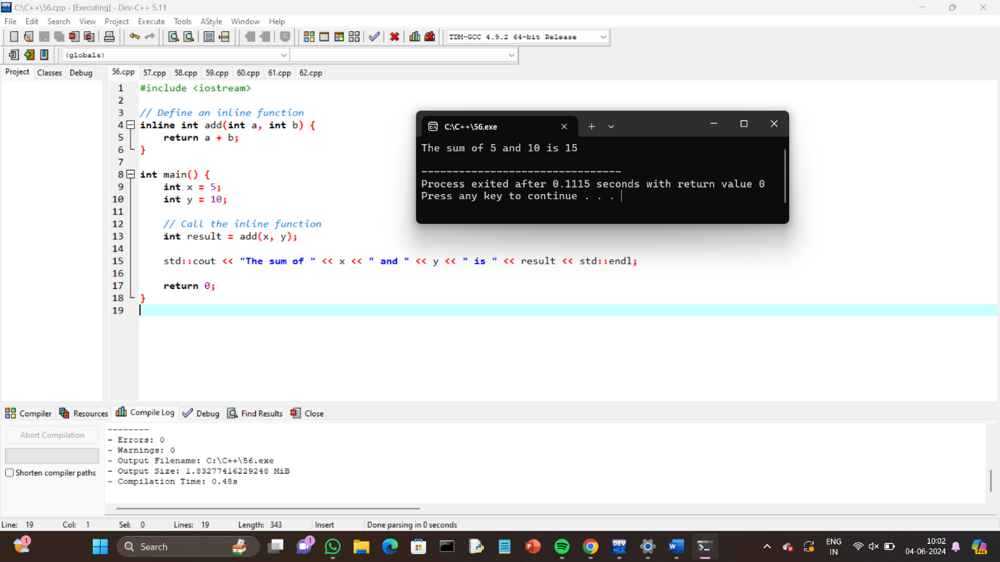 C:\C++\56.cpp - [Executing] - Dev-C++ 5.11
File Edit Search View Project Execute Tools AStyle Window Help
TDM-GCC 4.9.2 64-bit Release
(globals)
Project Classes Debug
56.cpp 57.cpp 58.cpp 59.cpp 60.cpp 61.cpp 62.cpp
1 #include <iostream>
2
3 // Define an inline function
4 inline int add(int a, int b) {
5 return a + b;
6 }
7
8 int main() {
9 int x = 5;
10 int y = 10;
11
12 // Call the inline function
13 int result = add(x, y);
14
15 std::cout << "The sum of " << x << " and " << y << " is " << result << std::endl;
16
17 return 0;
18 }
19
C:\C++\56.exe
The sum of 5 and 10 is 15
--------------------------------
Process exited after 0.1115 seconds with return value 0
Press any key to continue . . .
Compiler Resources Compile Log Debug Find Results Close
Abort Compilation
Shorten compiler paths
--------
- Errors: 0
- Warnings: 0
- Output Filename: C:\C++\56.exe
- Output Size: 1.83277416229248 MiB
- Compilation Time: 0.48s
Line: 19 Col: 1 Sel: 0 Lines: 19 Length: 343 Insert Done parsing in 0 seconds
1
Search
1
DEV
ENG
IN
10:02
04-06-2024
PRE